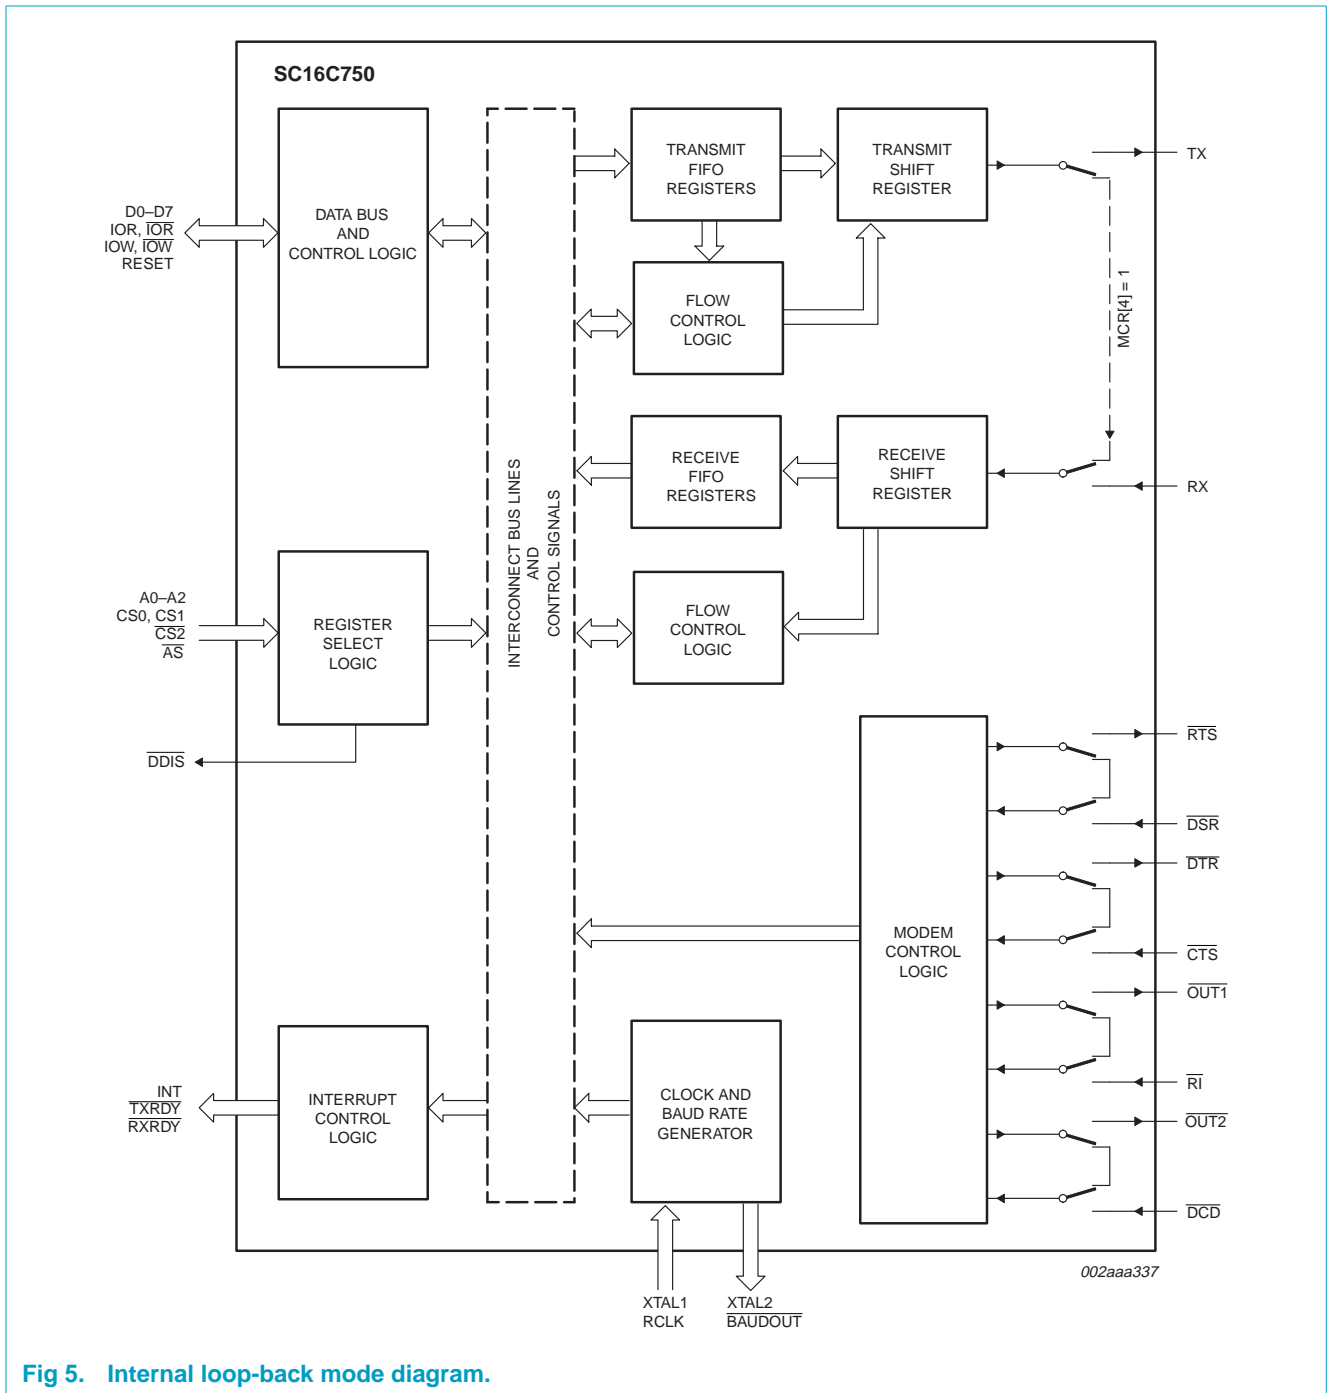 SC16C750
TRANSMIT
FIFO
REGISTERS
TRANSMIT
SHIFT
REGISTER
TX
D0–D7
IOR, IOR
IOW, IOW
RESET
DATA BUS
AND
CONTROL LOGIC
FLOW
CONTROL
LOGIC
MCR[4] = 1
INTERCONNECT BUS LINES
AND
CONTROL SIGNALS
RECEIVE
FIFO
REGISTERS
RECEIVE
SHIFT
REGISTER
RX
A0–A2
CS0, CS1
CS2
AS
REGISTER
SELECT
LOGIC
FLOW
CONTROL
LOGIC
DDIS
RTS
DSR
DTR
MODEM
CONTROL
LOGIC
CTS
OUT1
RI
OUT2
DCD
INT
TXRDY
RXRDY
INTERRUPT
CONTROL
LOGIC
CLOCK AND
BAUD RATE
GENERATOR
XTAL1
RCLK
XTAL2
BAUDOUT
002aaa337
Fig 5. Internal loop-back mode diagram.